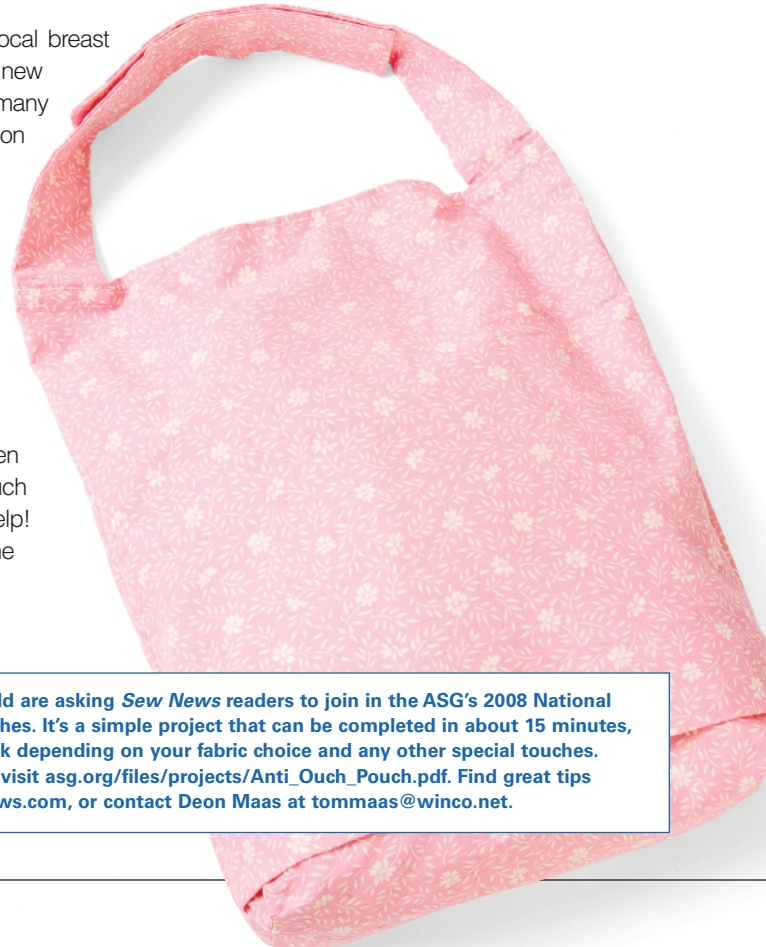 ocal breast
new
many
on
en
uch
elp!
ne
ld are asking Sew News readers to join in the ASG's 2008 National
hes. It's a simple project that can be completed in about 15 minutes,
k depending on your fabric choice and any other special touches.
visit asg.org/files/projects/Anti_Ouch_Pouch.pdf. Find great tips
ws.com, or contact Deon Maas at tommaas@winco.net.